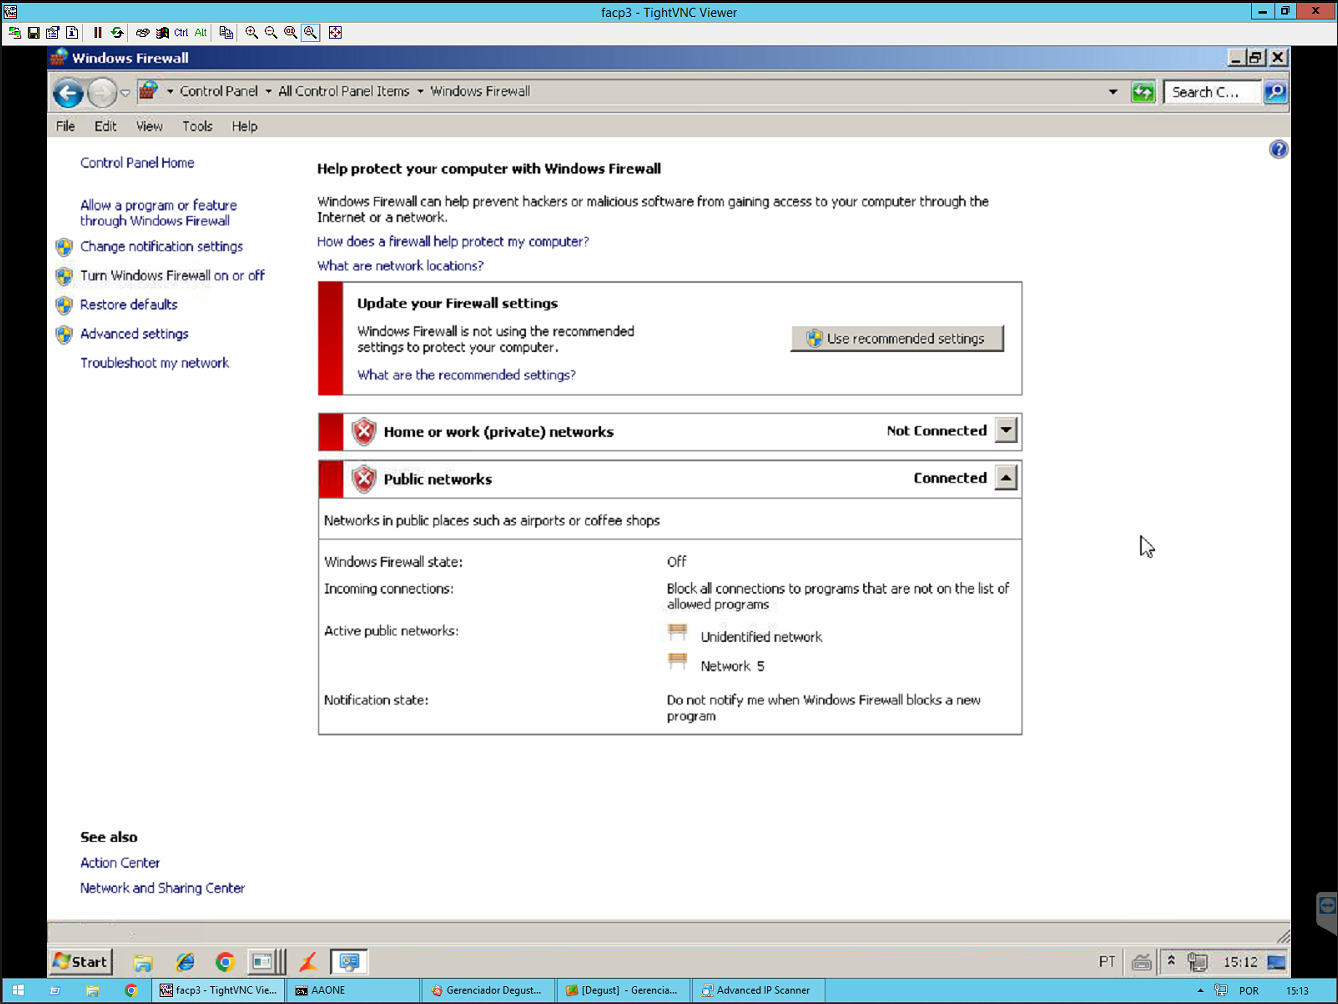 facp3 - TightVNC Viewer
Ctrl Alt
Windows Firewall
Control Panel All Control Panel Items Windows Firewall
Search C...
File Edit View Tools Help
Control Panel Home
Allow a program or feature
through Windows Firewall
Change notification settings
Turn Windows Firewall on or off
Restore defaults
Advanced settings
Troubleshoot my network
Help protect your computer with Windows Firewall
Windows Firewall can help prevent hackers or malicious software from gaining access to your computer through the
Internet or a network.
How does a firewall help protect my computer?
What are network locations?
Update your Firewall settings
Windows Firewall is not using the recommended
settings to protect your computer.
Use recommended settings
What are the recommended settings?
Home or work (private) networks Not Connected
Public networks Connected
Networks in public places such as airports or coffee shops
Windows Firewall state: Off
Incoming connections: Block all connections to programs that are not on the list of
allowed programs
Active public networks: Unidentified network
Network 5
Notification state: Do not notify me when Windows Firewall blocks a new
program
See also
Action Center
Network and Sharing Center
Start
PT 15:12
facp3 - TightVNC Vie... AAONE Gerenciador Degust... [Degust] - Gerencia... Advanced IP Scanner POR 15:13